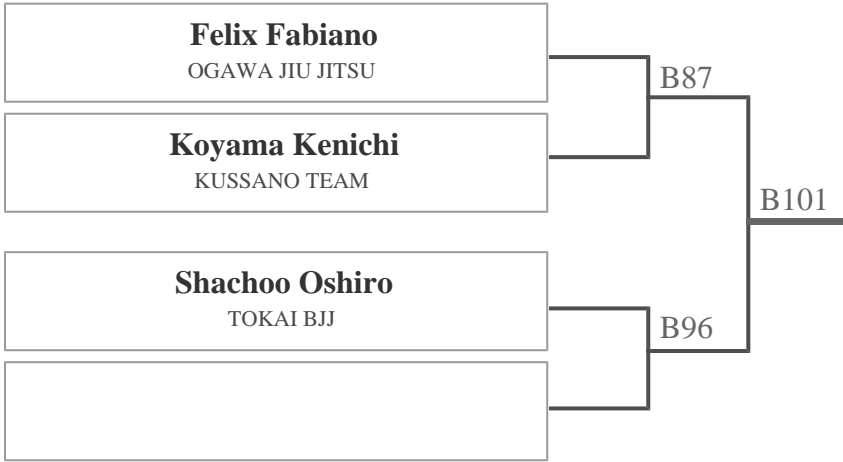 Felix Fabiano
OGAWA JIU JITSU
B87
Koyama Kenichi
KUSSANO TEAM
B101
Shachoo Oshiro
TOKAI BJJ
B96